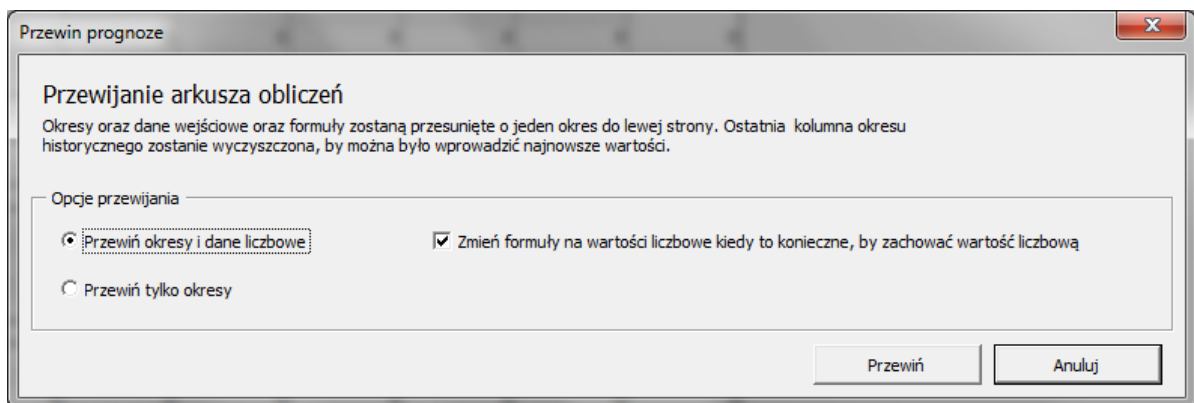 Przewin prognoze
Przewijanie arkusza obliczeń
Okresy oraz dane wejściowe oraz formuły zostaną przesunięte o jeden okres do lewej strony. Ostatnia kolumna okresu
historycznego zostanie wyczyszczona, by można było wprowadzić najnowsze wartości.
Opcje przewijania
Przewiń okresy i dane liczbowe
Zmień formuły na wartości liczbowe kiedy to konieczne, by zachować wartość liczbową
Przewiń tylko okresy
Przewiń
Anuluj